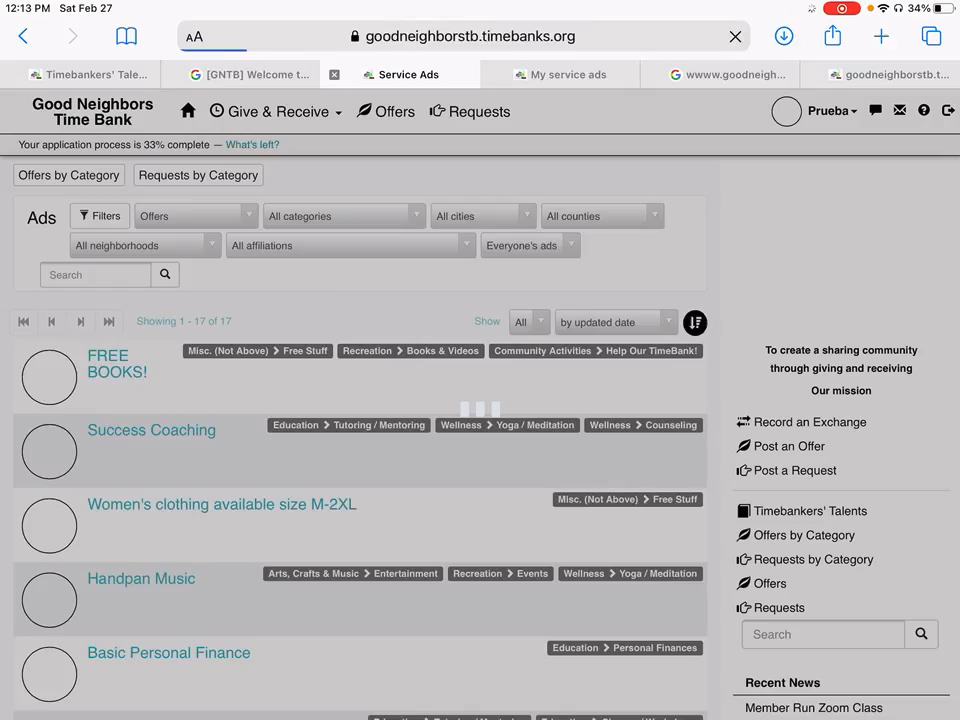 12:13 PM Sat Feb 27
34%
AA
goodneighborstb.timebanks.org
Timebankers' Tale...
[GNTB] Welcome t...
Service Ads
My service ads
wwww.goodneigh...
goodneighborstb.t...
Good Neighbors
Time Bank
Give & Receive
Offers
Requests
Prueba
Your application process is 33% complete — What's left?
Offers by Category
Requests by Category
Ads
Filters
Offers
All categories
All cities
All counties
All neighborhoods
All affiliations
Everyone's ads
Search
Showing 1 - 17 of 17
Show
All
by updated date
FREE
BOOKS!
Misc. (Not Above) > Free Stuff
Recreation > Books & Videos
Community Activities > Help Our TimeBank!
Success Coaching
Education > Tutoring / Mentoring
Wellness > Yoga / Meditation
Wellness > Counseling
Women's clothing available size M-2XL
Misc. (Not Above) > Free Stuff
Handpan Music
Arts, Crafts & Music > Entertainment
Recreation > Events
Wellness > Yoga / Meditation
Basic Personal Finance
Education > Personal Finances
To create a sharing community
through giving and receiving
Our mission
Record an Exchange
Post an Offer
Post a Request
Timebankers' Talents
Offers by Category
Requests by Category
Offers
Requests
Search
Recent News
Member Run Zoom Class